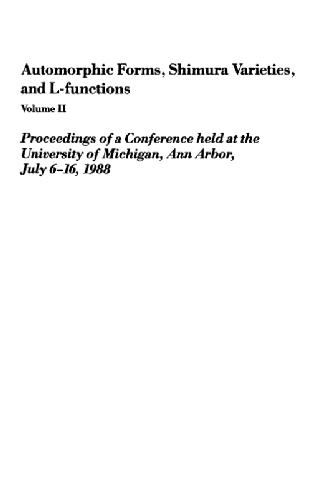 Automorphic Forms, Shimura Varieties,
and L-functions
Volume II
Proceedings of a Conference held at the
University of Michigan, Ann Arbor,
July 6–16, 1988